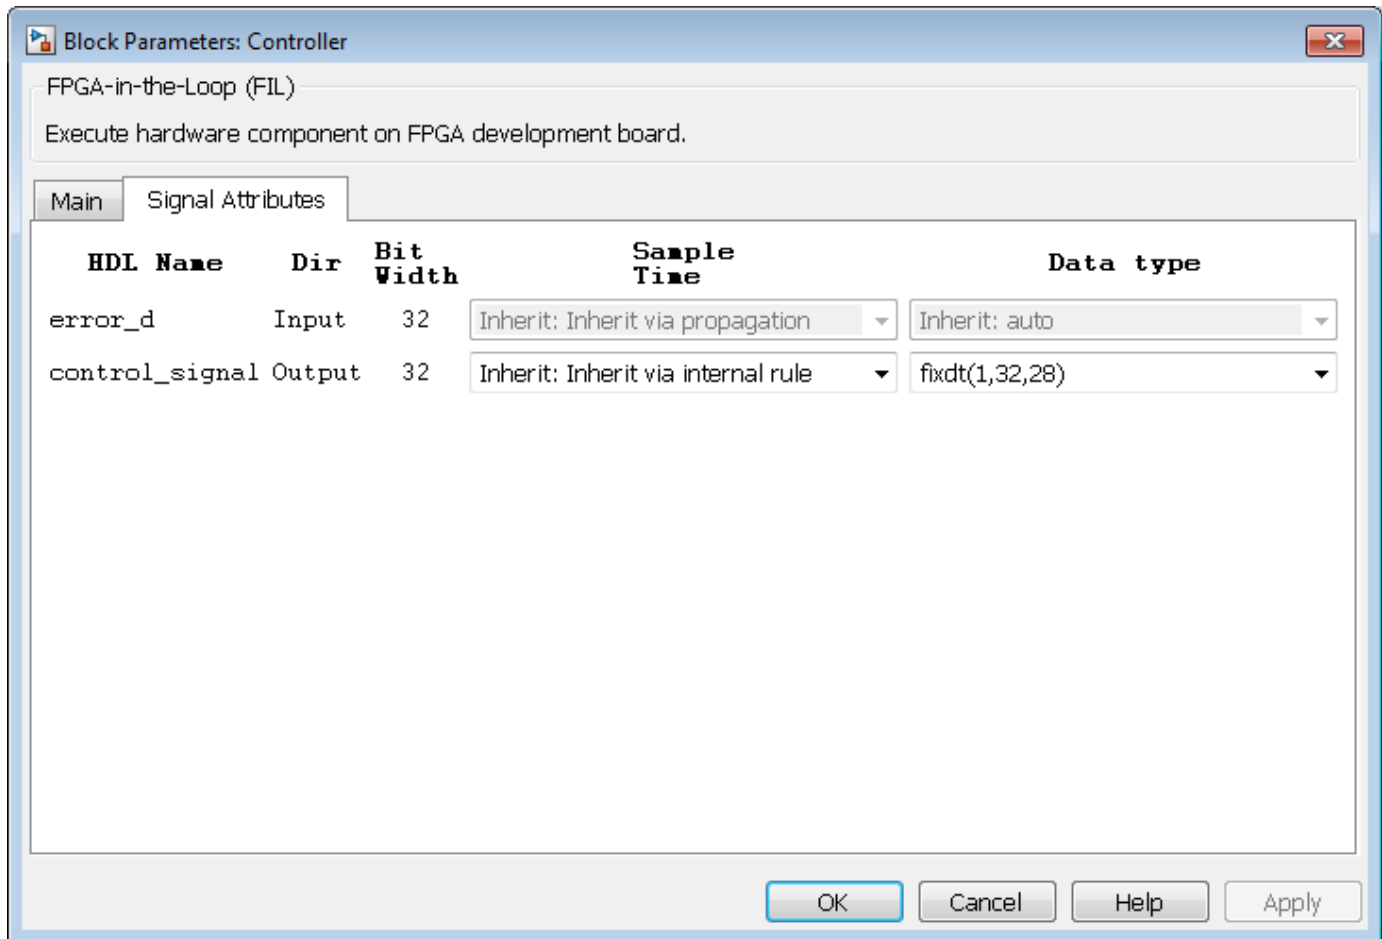 Block Parameters: Controller
FPGA-in-the-Loop (FIL)
Execute hardware component on FPGA development board.
Main Signal Attributes
HDL Name Dir Bit Width Sample Time Data type
error_d Input 32 Inherit: Inherit via propagation Inherit: auto
control_signal Output 32 Inherit: Inherit via internal rule fixdt(1,32,28)
OK Cancel Help Apply